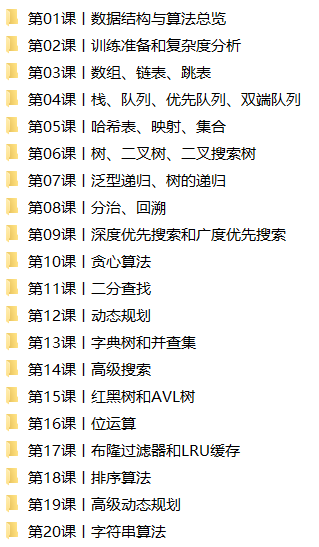 第01课丨数据结构与算法总览
第02课丨训练准备和复杂度分析
第03课丨数组、链表、跳表
第04课丨栈、队列、优先队列、双端队列
第05课丨哈希表、映射、集合
第06课丨树、二叉树、二叉搜索树
第07课丨泛型递归、树的递归
第08课丨分治、回溯
第09课丨深度优先搜索和广度优先搜索
第10课丨贪心算法
第11课丨二分查找
第12课丨动态规划
第13课丨字典树和并查集
第14课丨高级搜索
第15课丨红黑树和AVL树
第16课丨位运算
第17课丨布隆过滤器和LRU缓存
第18课丨排序算法
第19课丨高级动态规划
第20课丨字符串算法